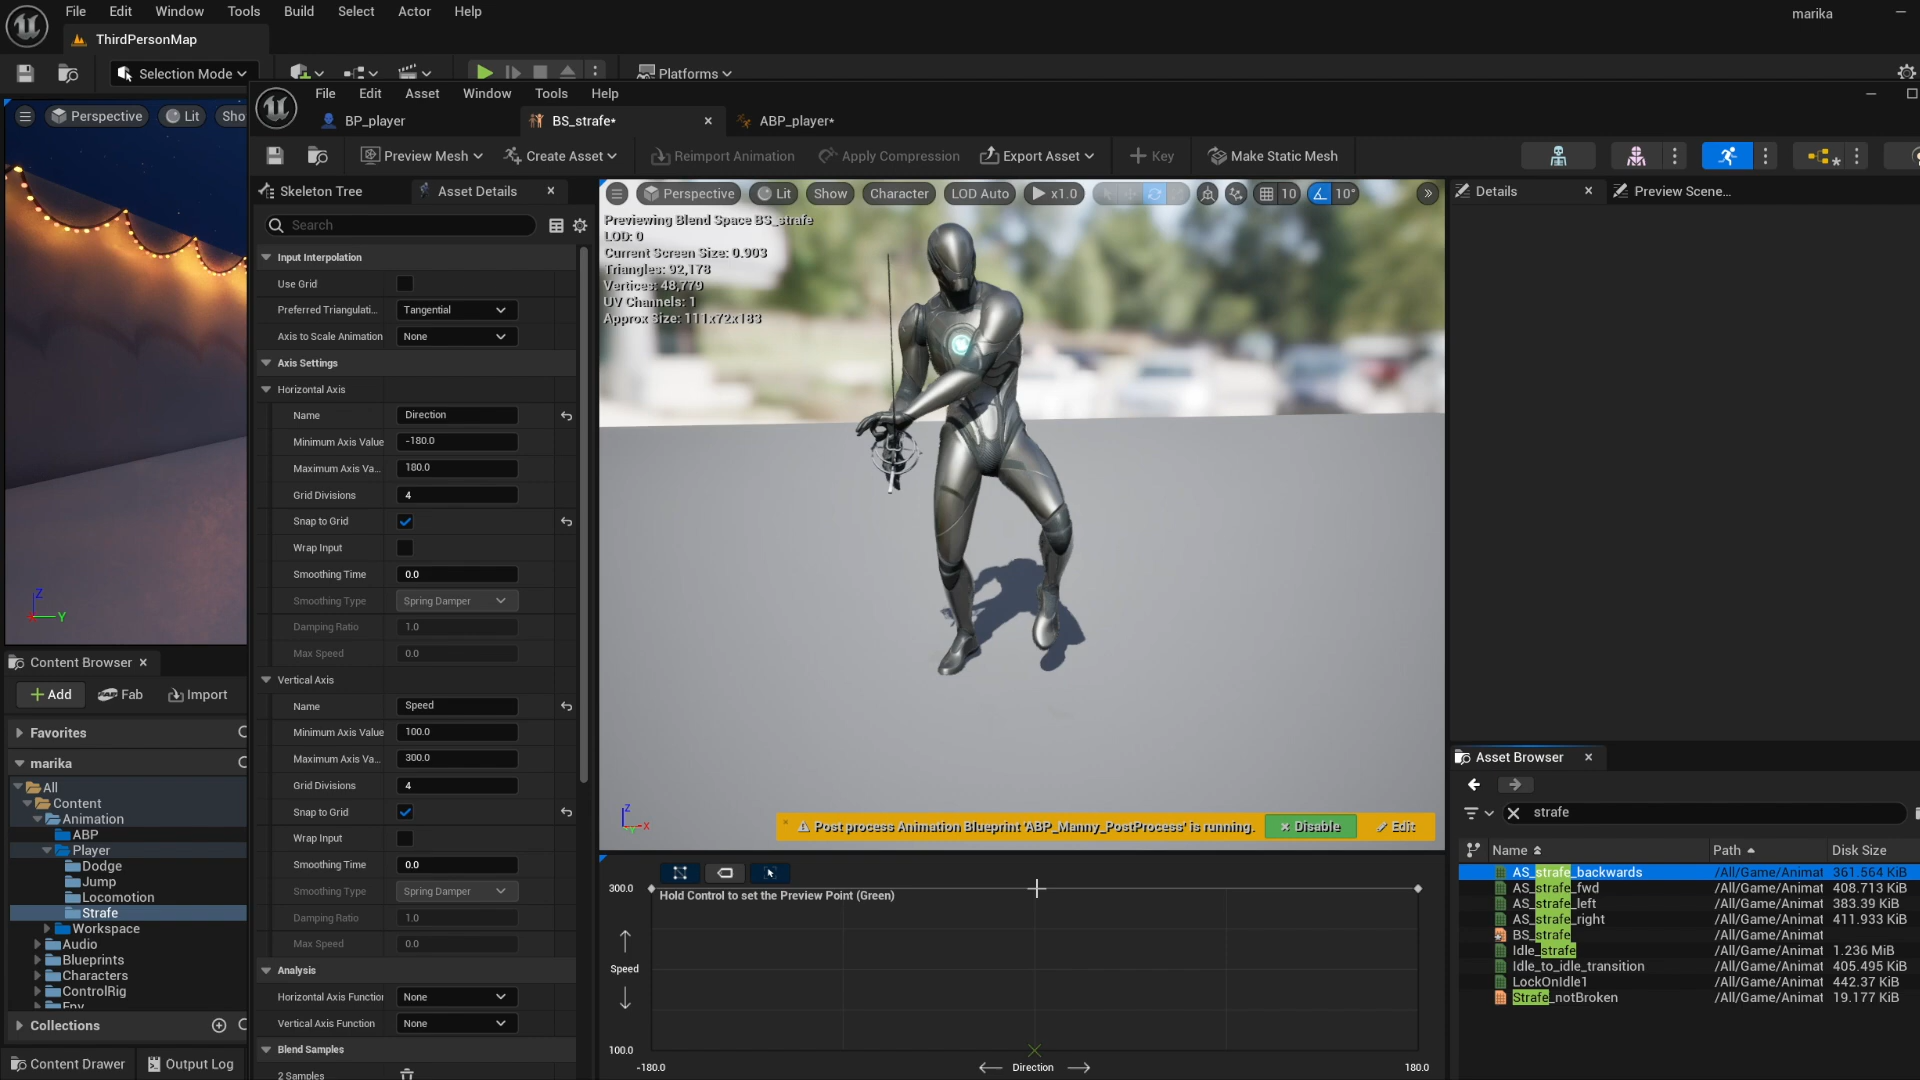 File Edit Window Tools Build Select Actor Help
marika
ThirdPersonMap
Selection Mode
Platforms
File Edit Asset Window Tools Help
Perspective Lit Sho
BP_player
BS_strafe*
ABP_player*
Preview Mesh
Create Asset
Reimport Animation
Apply Compression
Export Asset
Key
Make Static Mesh
Skeleton Tree
Asset Details
Search
Perspective Lit Show Character LOD Auto x1.0 10 10°
Details
Preview Scene...
Previewing Blend Space BS_strafe
LOD: 0
Current Screen Size: 0.903
Triangles: 92,178
Vertices: 48,779
UV Channels: 1
Approx Size: 111x72x183
Input Interpolation
Use Grid
Preferred Triangulati... Tangential
Axis to Scale Animation None
Axis Settings
Horizontal Axis
Name Direction
Minimum Axis Value -180.0
Maximum Axis Va... 180.0
Grid Divisions 4
Snap to Grid
Wrap Input
Smoothing Time 0.0
Smoothing Type Spring Damper
Damping Ratio 1.0
Max Speed 0.0
Vertical Axis
Name Speed
Minimum Axis Value 100.0
Maximum Axis Va... 300.0
Grid Divisions 4
Snap to Grid
Wrap Input
Smoothing Time 0.0
Smoothing Type Spring Damper
Damping Ratio 1.0
Max Speed 0.0
Analysis
Horizontal Axis Function None
Vertical Axis Function None
Blend Samples
2 Samples
Z
Y
Content Browser
Add Fab Import
Favorites
marika
All
Content
Animation
ABP
Player
Dodge
Jump
Locomotion
Strafe
Workspace
Audio
Blueprints
Characters
ControlRig
Env
Collections
Content Drawer
Output Log
Z
X
Post process Animation Blueprint 'ABP_Manny_PostProcess' is running.
Disable
Edit
300.0
Hold Control to set the Preview Point (Green)
Speed
100.0
-180.0
Direction
180.0
Asset Browser
strafe
Name Path Disk Size
AS_strafe_backwards /All/Game/Animat 361.564 KiB
AS_strafe_fwd /All/Game/Animat 408.713 KiB
AS_strafe_left /All/Game/Animat 383.39 KiB
AS_strafe_right /All/Game/Animat 411.933 KiB
BS_strafe /All/Game/Animat
Idle_strafe /All/Game/Animat 1.236 MiB
Idle_to_idle_transition /All/Game/Animat 405.495 KiB
LockOnIdle1 /All/Game/Animat 442.37 KiB
Strafe_notBroken /All/Game/Animat 19.177 KiB